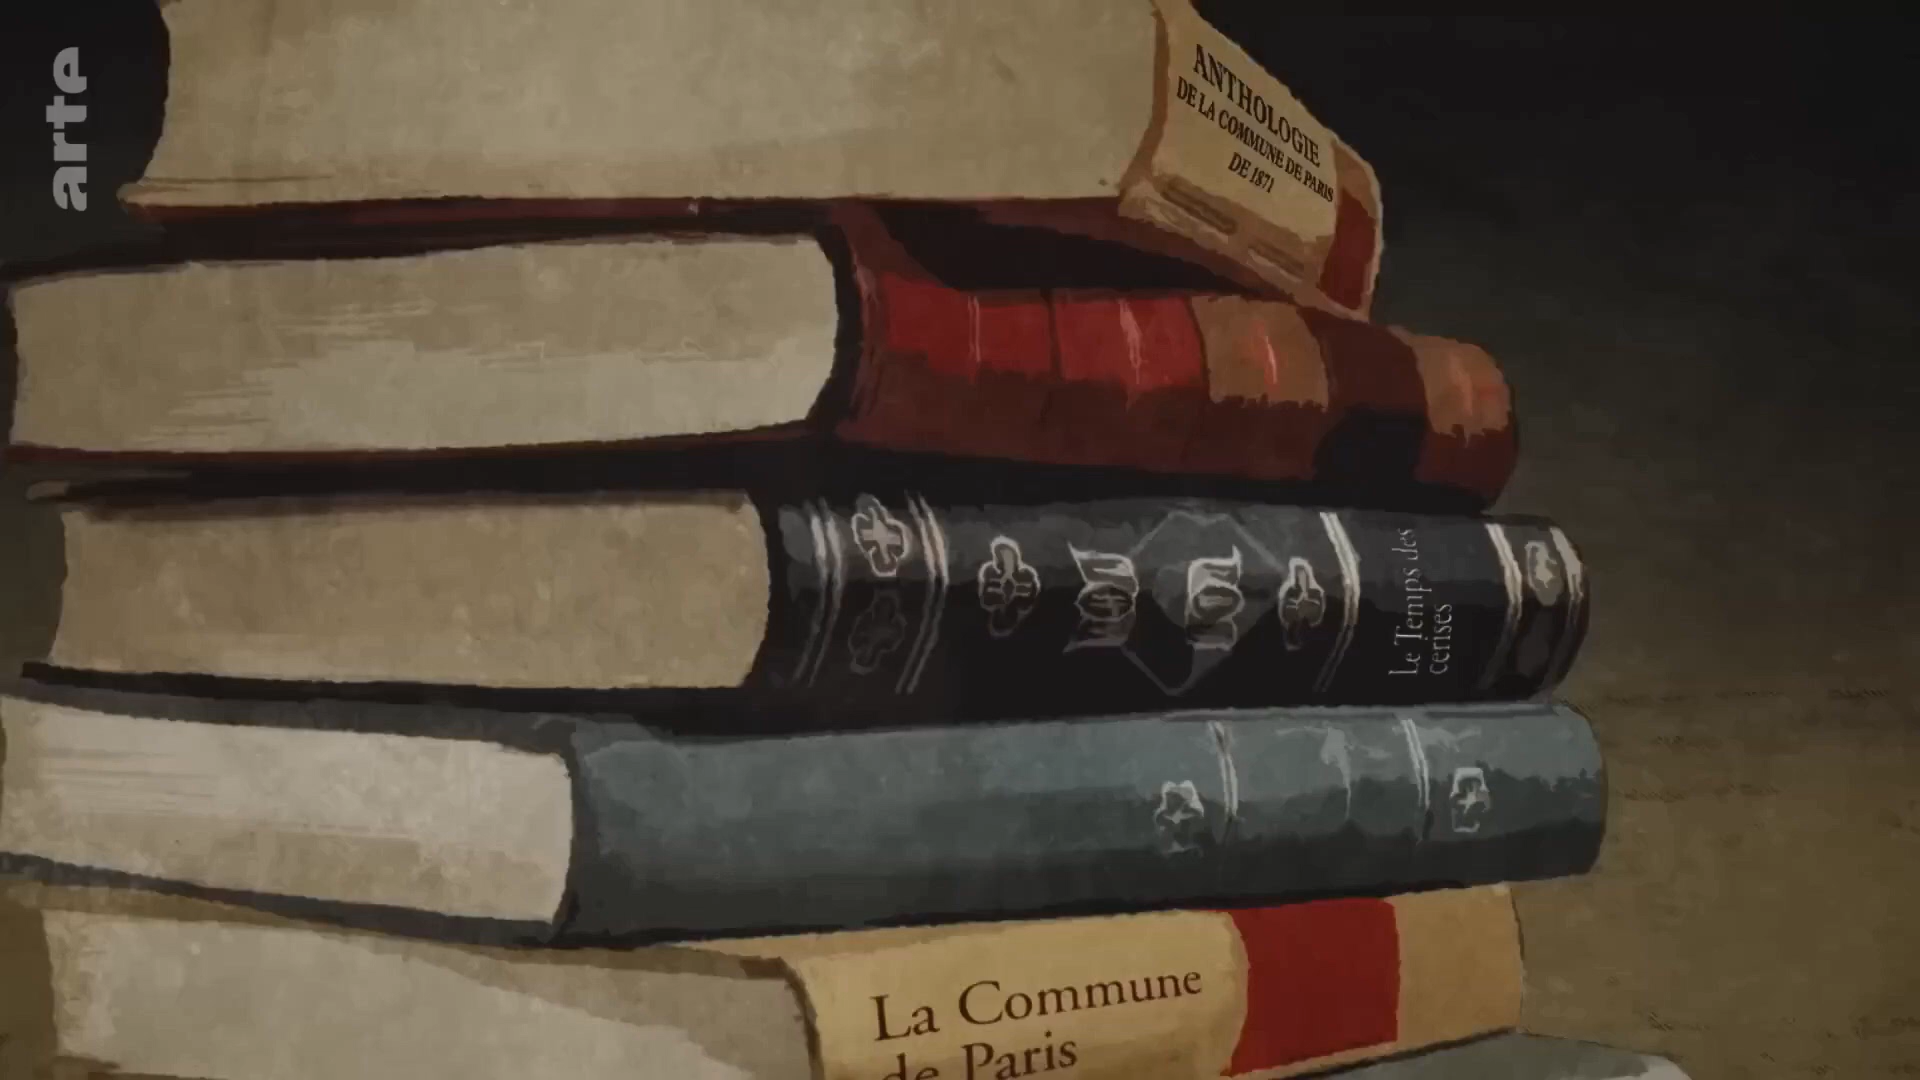 arte
ANTHOLOGIE
DE LA COMMUNE DE PARIS
DE 1871
Le Temps des
cerises
La Commune
de Paris